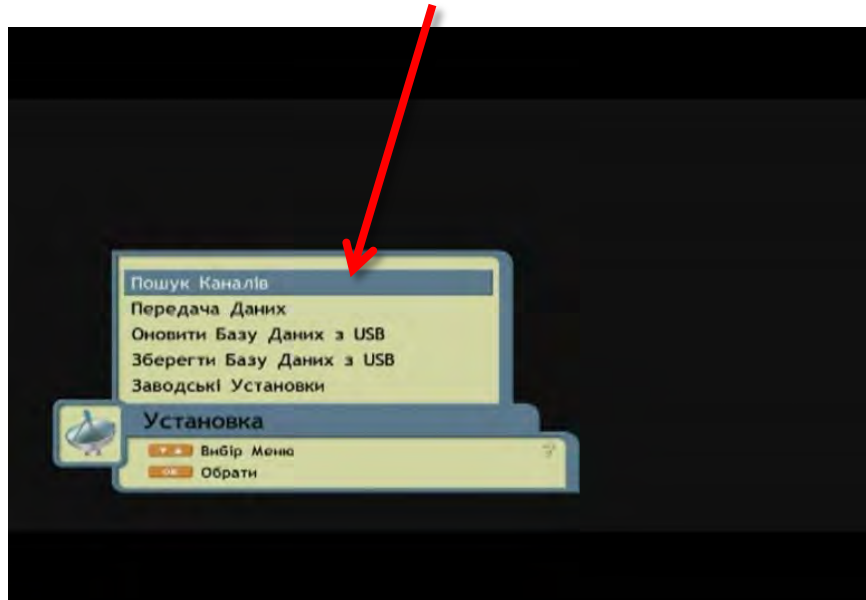 Пошук Каналів
Передача Даних
Оновити Базу Даних з USB
Зберегти Базу Даних з USB
Заводські Установки
Установка
Вибір Меню
OK Обрати
?